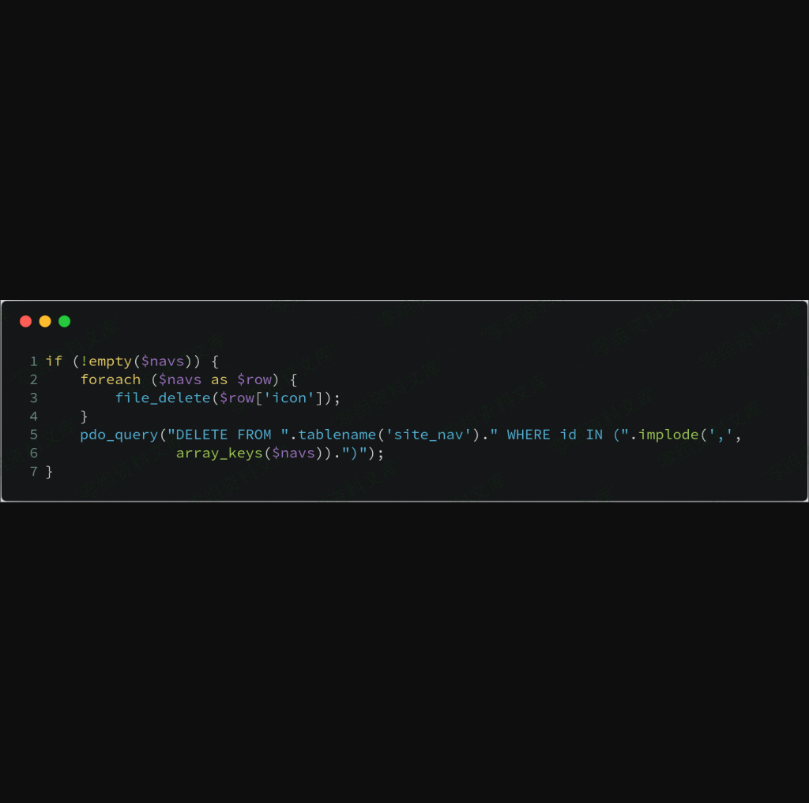 1 if (!empty($navs)) {
2     foreach ($navs as $row) {
3         file_delete($row['icon']);
4     }
5     pdo_query("DELETE FROM ".tablename('site_nav')." WHERE id IN (".implode(',',
6                array_keys($navs)).")");
7 }